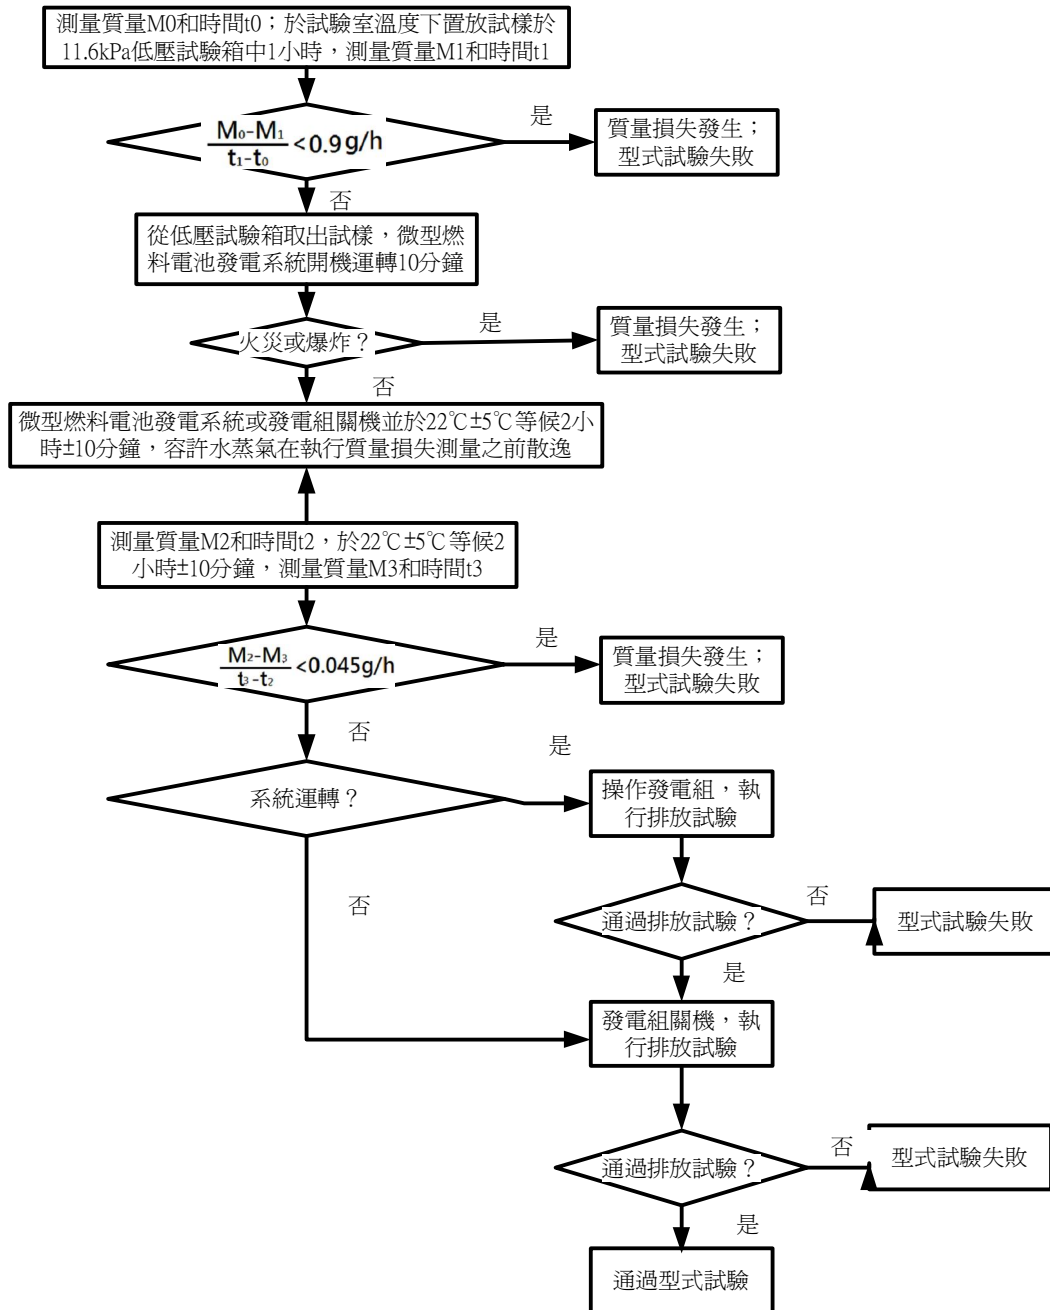 測量質量M0和時間t0；於試驗室溫度下置放試樣於
11.6kPa低壓試驗箱中1小時，測量質量M1和時間t1
M₀-M₁
t₁-t₀
<0.9g/h
是
質量損失發生；
型式試驗失敗
否
從低壓試驗箱取出試樣，微型燃
料電池發電系統開機運轉10分鐘
火災或爆炸？
是
質量損失發生；
型式試驗失敗
否
微型燃料電池發電系統或發電組關機並於22℃±5℃等候2小
時±10分鐘，容許水蒸氣在執行質量損失測量之前散逸
測量質量M2和時間t2，於22℃±5℃等候2
小時±10分鐘，測量質量M3和時間t3
M₂-M₃
t₃-t₂
<0.045g/h
是
質量損失發生；
型式試驗失敗
否
系統運轉？
是
操作發電組，執
行排放試驗
否
通過排放試驗？
否
型式試驗失敗
是
發電組關機，執
行排放試驗
通過排放試驗？
否
型式試驗失敗
是
通過型式試驗